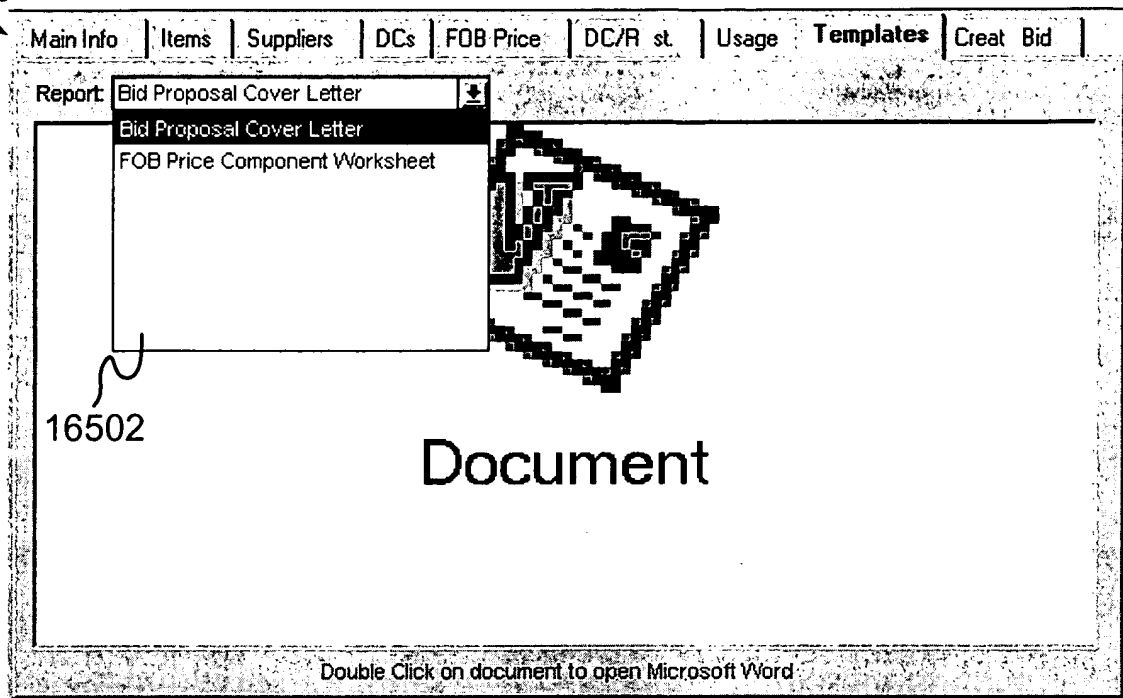 Main Info Items Suppliers DCs FOB Price DC/R st. Usage Templates Creat Bid
Report: Bid Proposal Cover Letter
Bid Proposal Cover Letter
FOB Price Component Worksheet
16502
Document
Double Click on document to open Microsoft Word